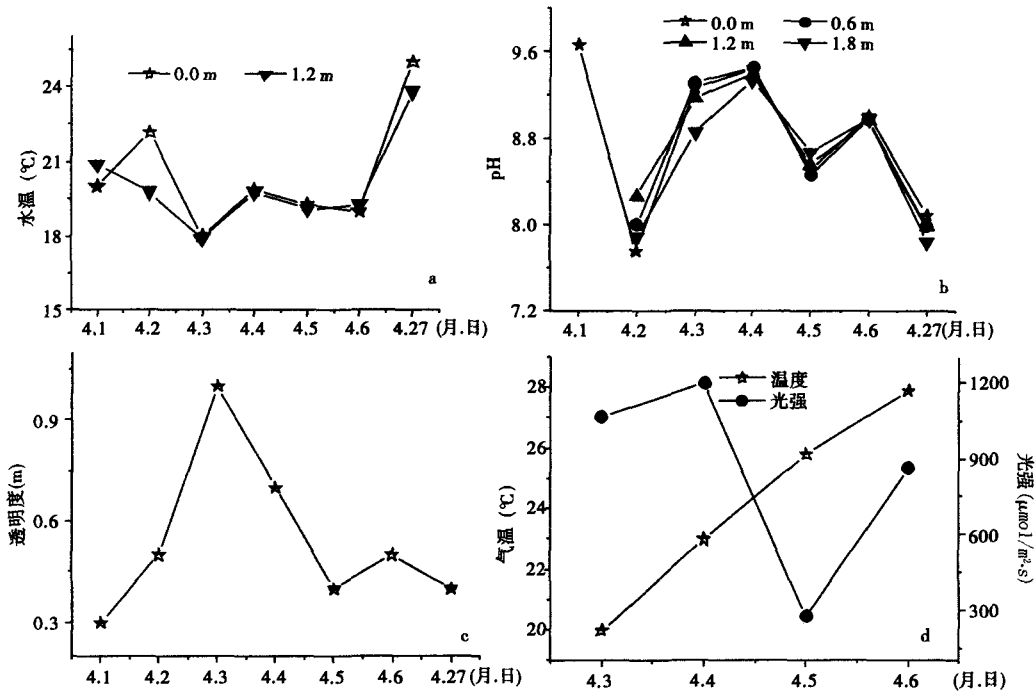 0.0 m 1.2 m
24
21
18
15
水温 (℃)
a
4.1 4.2 4.3 4.4 4.5 4.6 4.27 (月.日)
0.0 m 0.6 m
1.2 m 1.8 m
9.6
8.8
8.0
7.2
pH
b
4.1 4.2 4.3 4.4 4.5 4.6 4.27(月.日)
0.9
0.6
0.3
透明度(m)
c
4.1 4.2 4.3 4.4 4.5 4.6 4.27 (月.日)
温度
光强
28
26
24
22
20
气温 (℃)
1200
900
600
300
光强 (μmol/m²·s)
d
4.3 4.4 4.5 4.6 (月.日)